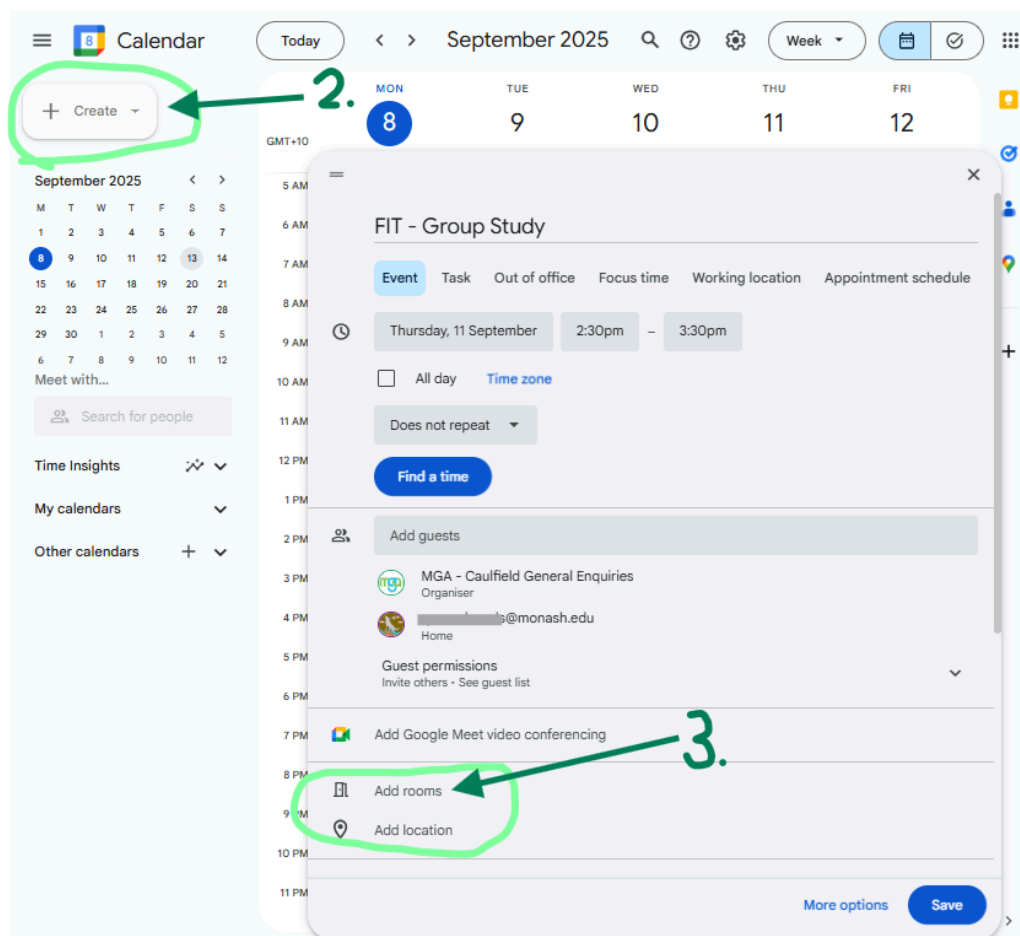 8 Calendar Today September 2025 Week
2.
Create
MON TUE WED THU FRI
8 9 10 11 12
GMT+10
September 2025
M T W T F S S
1 2 3 4 5 6 7
8 9 10 11 12 13 14
15 16 17 18 19 20 21
22 23 24 25 26 27 28
29 30 1 2 3 4 5
6 7 8 9 10 11 12
Meet with...
Search for people
Time Insights
My calendars
Other calendars
5 AM
6 AM
7 AM
8 AM
9 AM
10 AM
11 AM
12 PM
1 PM
2 PM
3 PM
4 PM
5 PM
6 PM
7 PM
8 PM
9 PM
10 PM
11 PM
FIT - Group Study
Event Task Out of office Focus time Working location Appointment schedule
Thursday, 11 September 2:30pm – 3:30pm
All day Time zone
Does not repeat
Find a time
Add guests
mga
MGA - Caulfield General Enquiries
Organiser
@monash.edu
Home
Guest permissions
Invite others • See guest list
Add Google Meet video conferencing
3.
Add rooms
Add location
More options Save